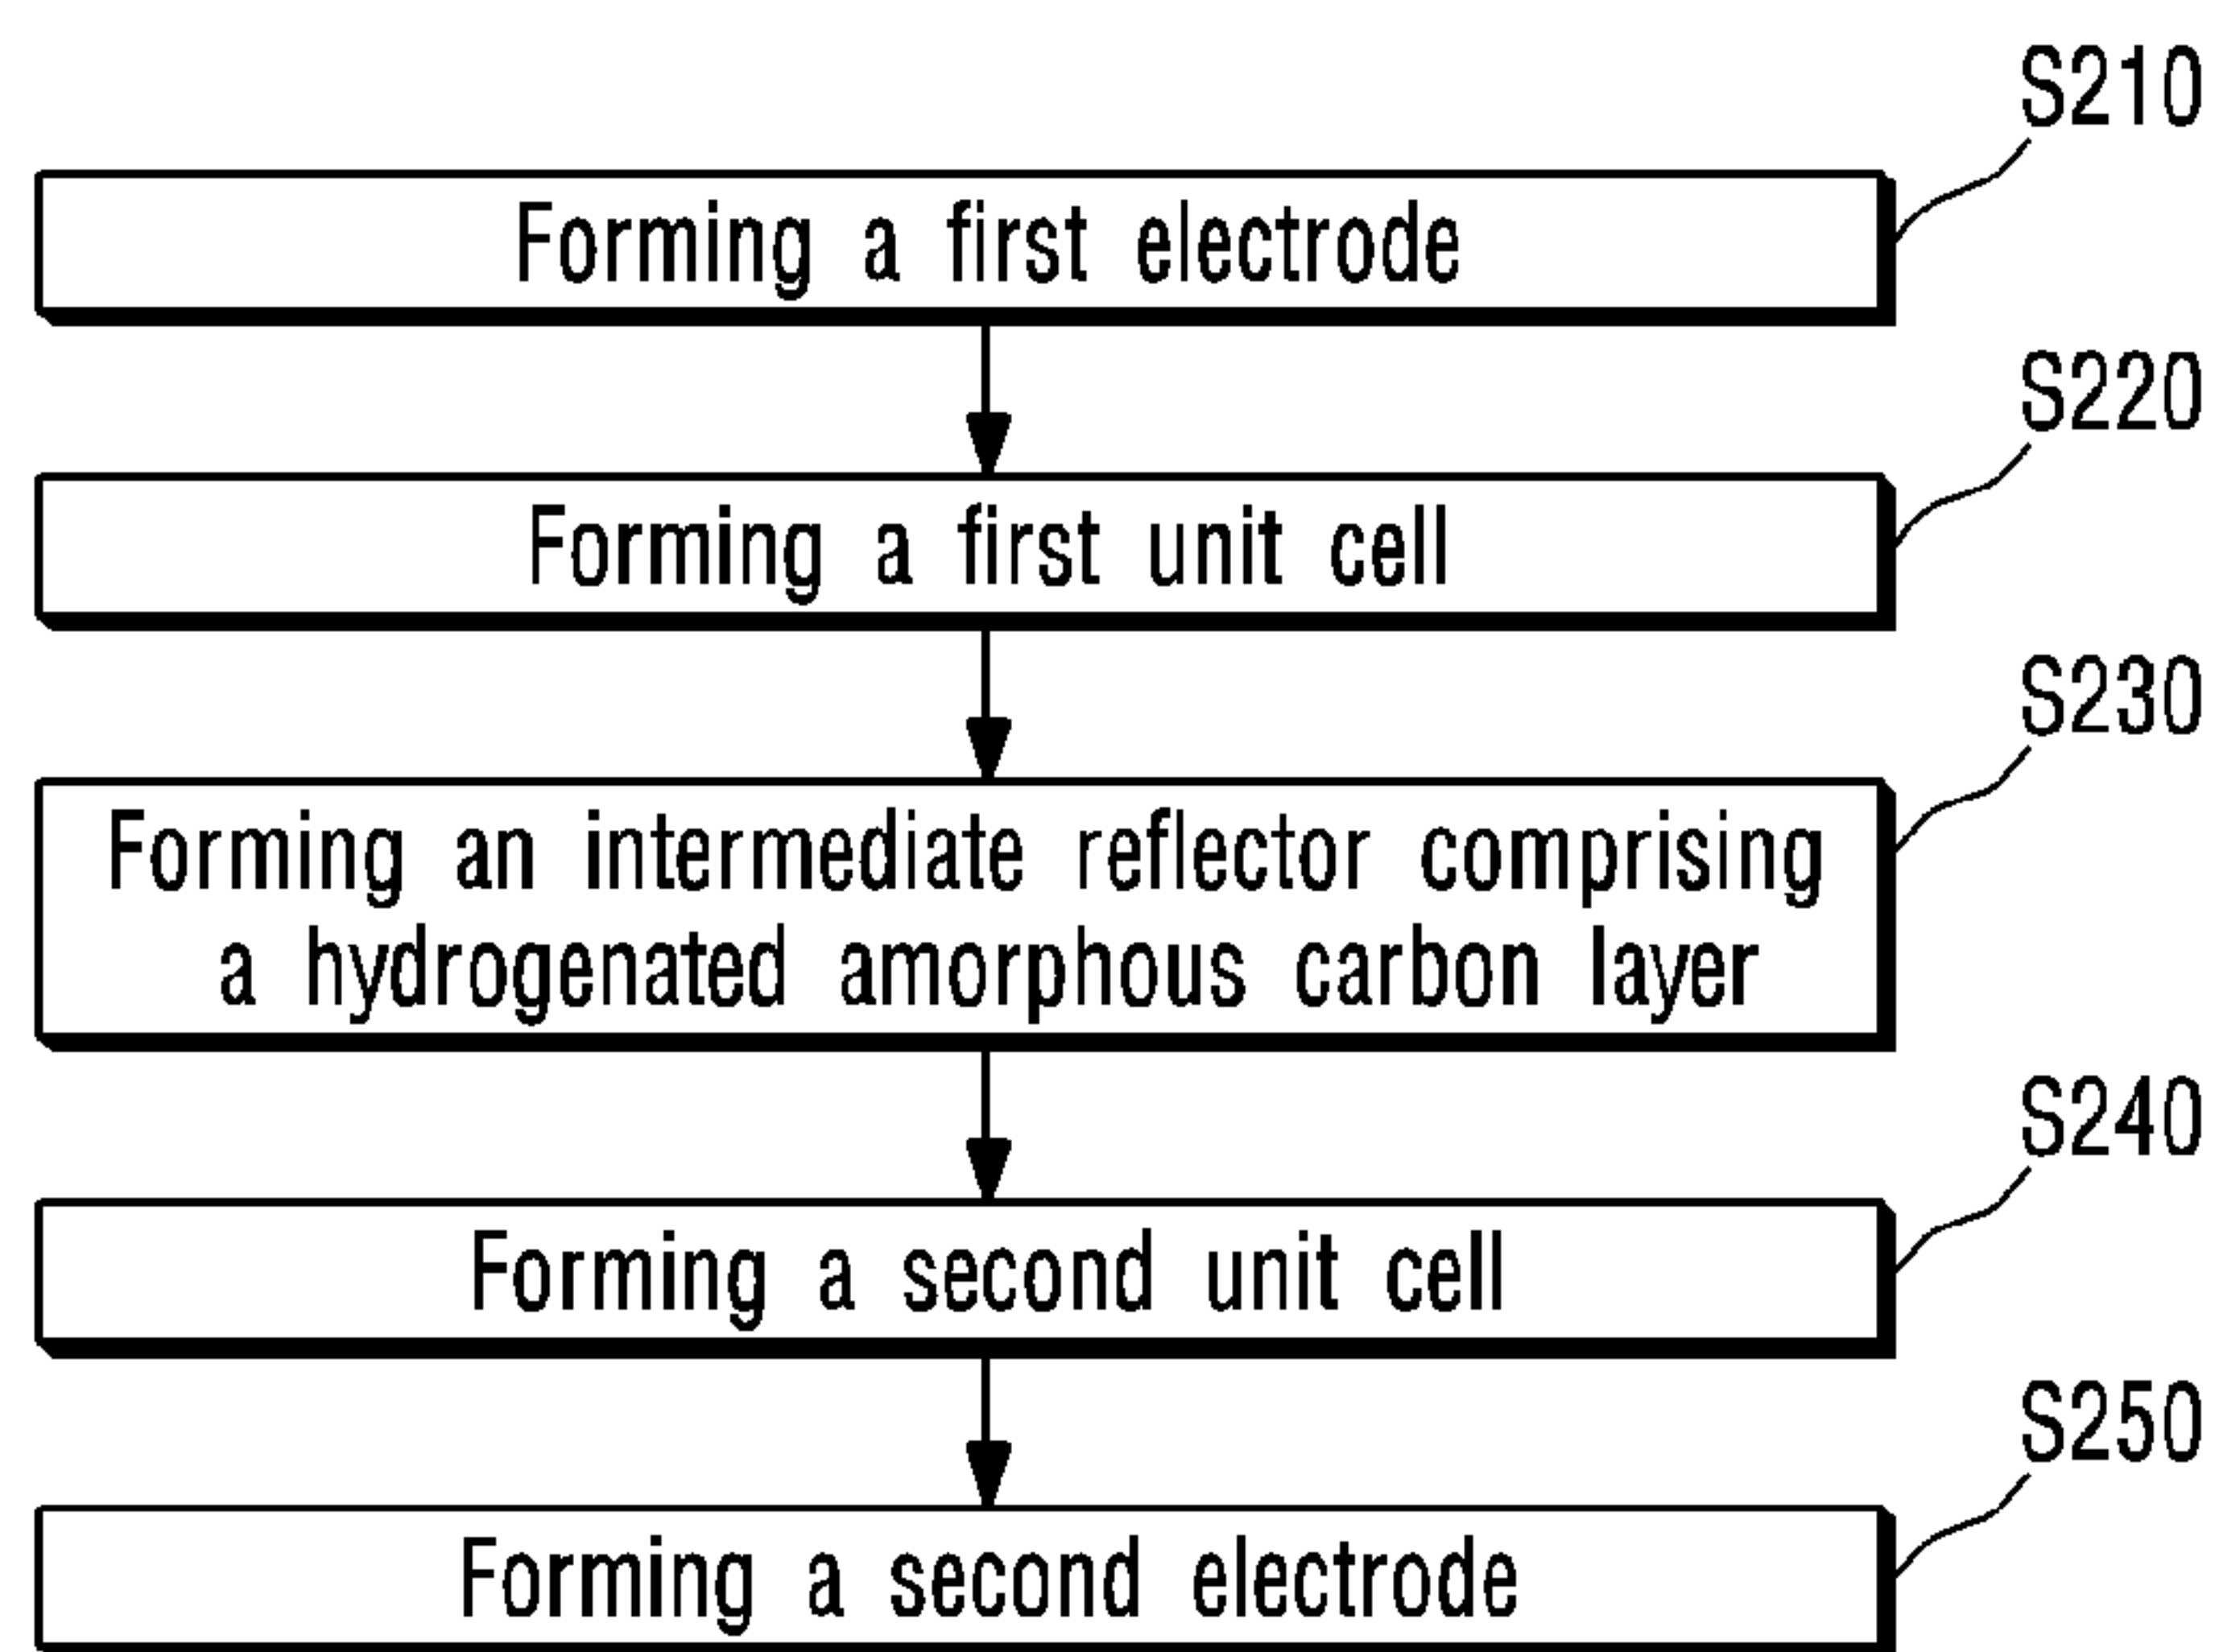 S210
Forming a first electrode
S220
Forming a first unit cell
S230
Forming an intermediate reflector comprising
a hydrogenated amorphous carbon layer
S240
Forming a second unit cell
S250
Forming a second electrode